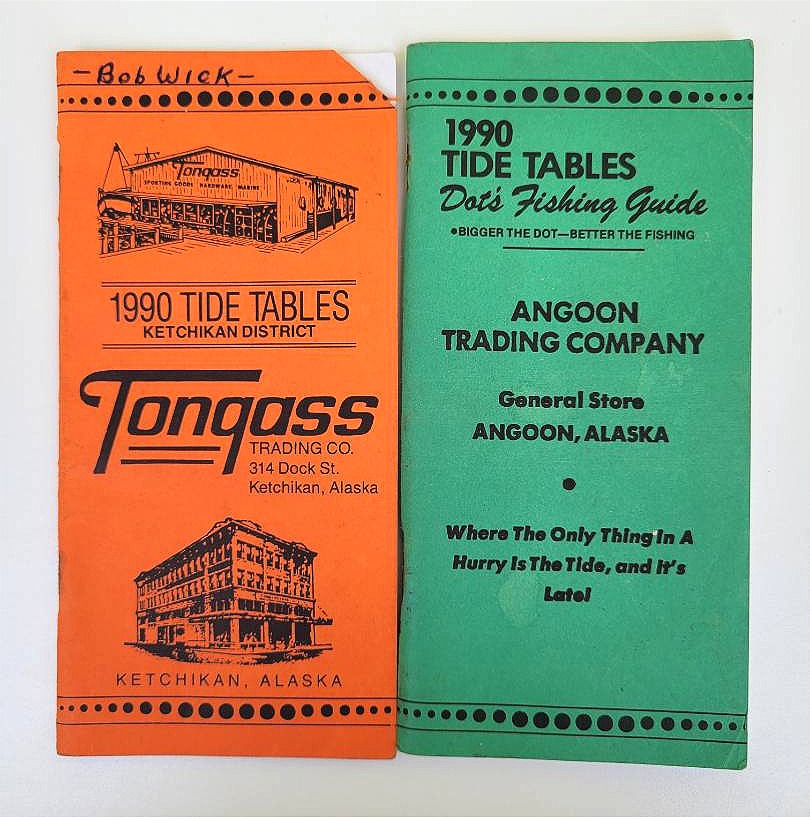 -Bob Wick-
Tongass
SPORTING GOODS HARDWARE MARINE
1990 TIDE TABLES
KETCHIKAN DISTRICT
Tongass
TRADING CO.
314 Dock St.
Ketchikan, Alaska
KETCHIKAN, ALASKA
1990
TIDE TABLES
Dot's Fishing Guide
•BIGGER THE DOT—BETTER THE FISHING
ANGOON
TRADING COMPANY
General Store
ANGOON, ALASKA
Where The Only Thing In A
Hurry Is The Tide, and It's
Late!